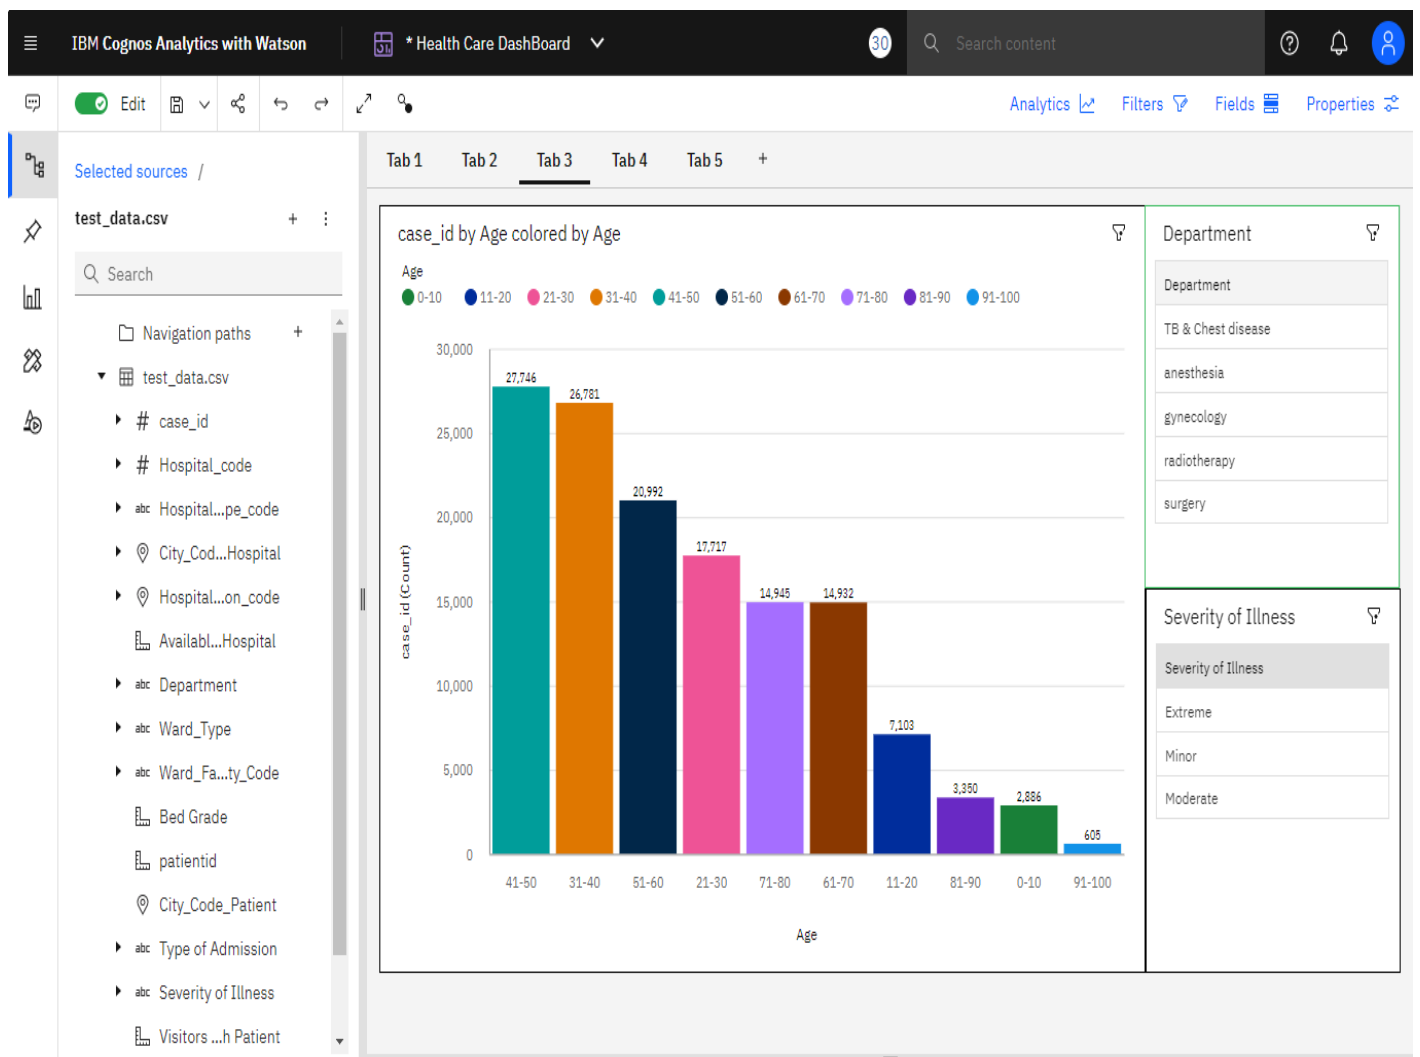 IBM Cognos Analytics with Watson
* Health Care DashBoard
30
Search content
Edit
Analytics
Filters
Fields
Properties
Selected sources /
test_data.csv
Search
Navigation paths
test_data.csv
# case_id
# Hospital_code
abc Hospital...pe_code
City_Cod...Hospital
Hospital...on_code
Availabl...Hospital
abc Department
abc Ward_Type
abc Ward_Fa...ty_Code
Bed Grade
patientid
City_Code_Patient
abc Type of Admission
abc Severity of Illness
Visitors ...h Patient
Tab 1 Tab 2 Tab 3 Tab 4 Tab 5 +
case_id by Age colored by Age
Age
0-10 11-20 21-30 31-40 41-50 51-60 61-70 71-80 81-90 91-100
30,000
25,000
20,000
15,000
10,000
5,000
0
case_id (Count)
27,746
26,781
20,992
17,717
14,945
14,932
7,103
3,350
2,886
605
41-50 31-40 51-60 21-30 71-80 61-70 11-20 81-90 0-10 91-100
Age
Department
Department
TB & Chest disease
anesthesia
gynecology
radiotherapy
surgery
Severity of Illness
Severity of Illness
Extreme
Minor
Moderate